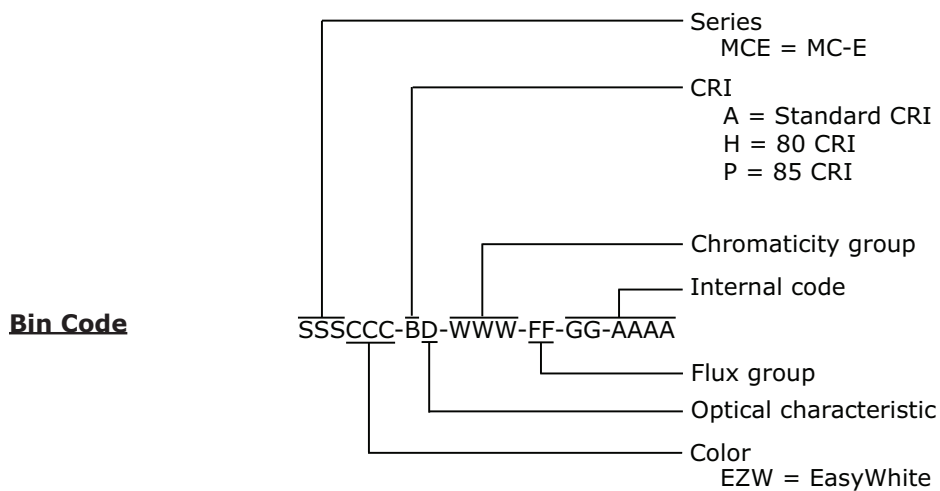 Series
MCE = MC-E
CRI
A = Standard CRI
H = 80 CRI
P = 85 CRI
Chromaticity group
Internal code
Bin Code
SSSCCC-BD-WWW-FF-GG-AAAA
Flux group
Optical characteristic
Color
EZW = EasyWhite